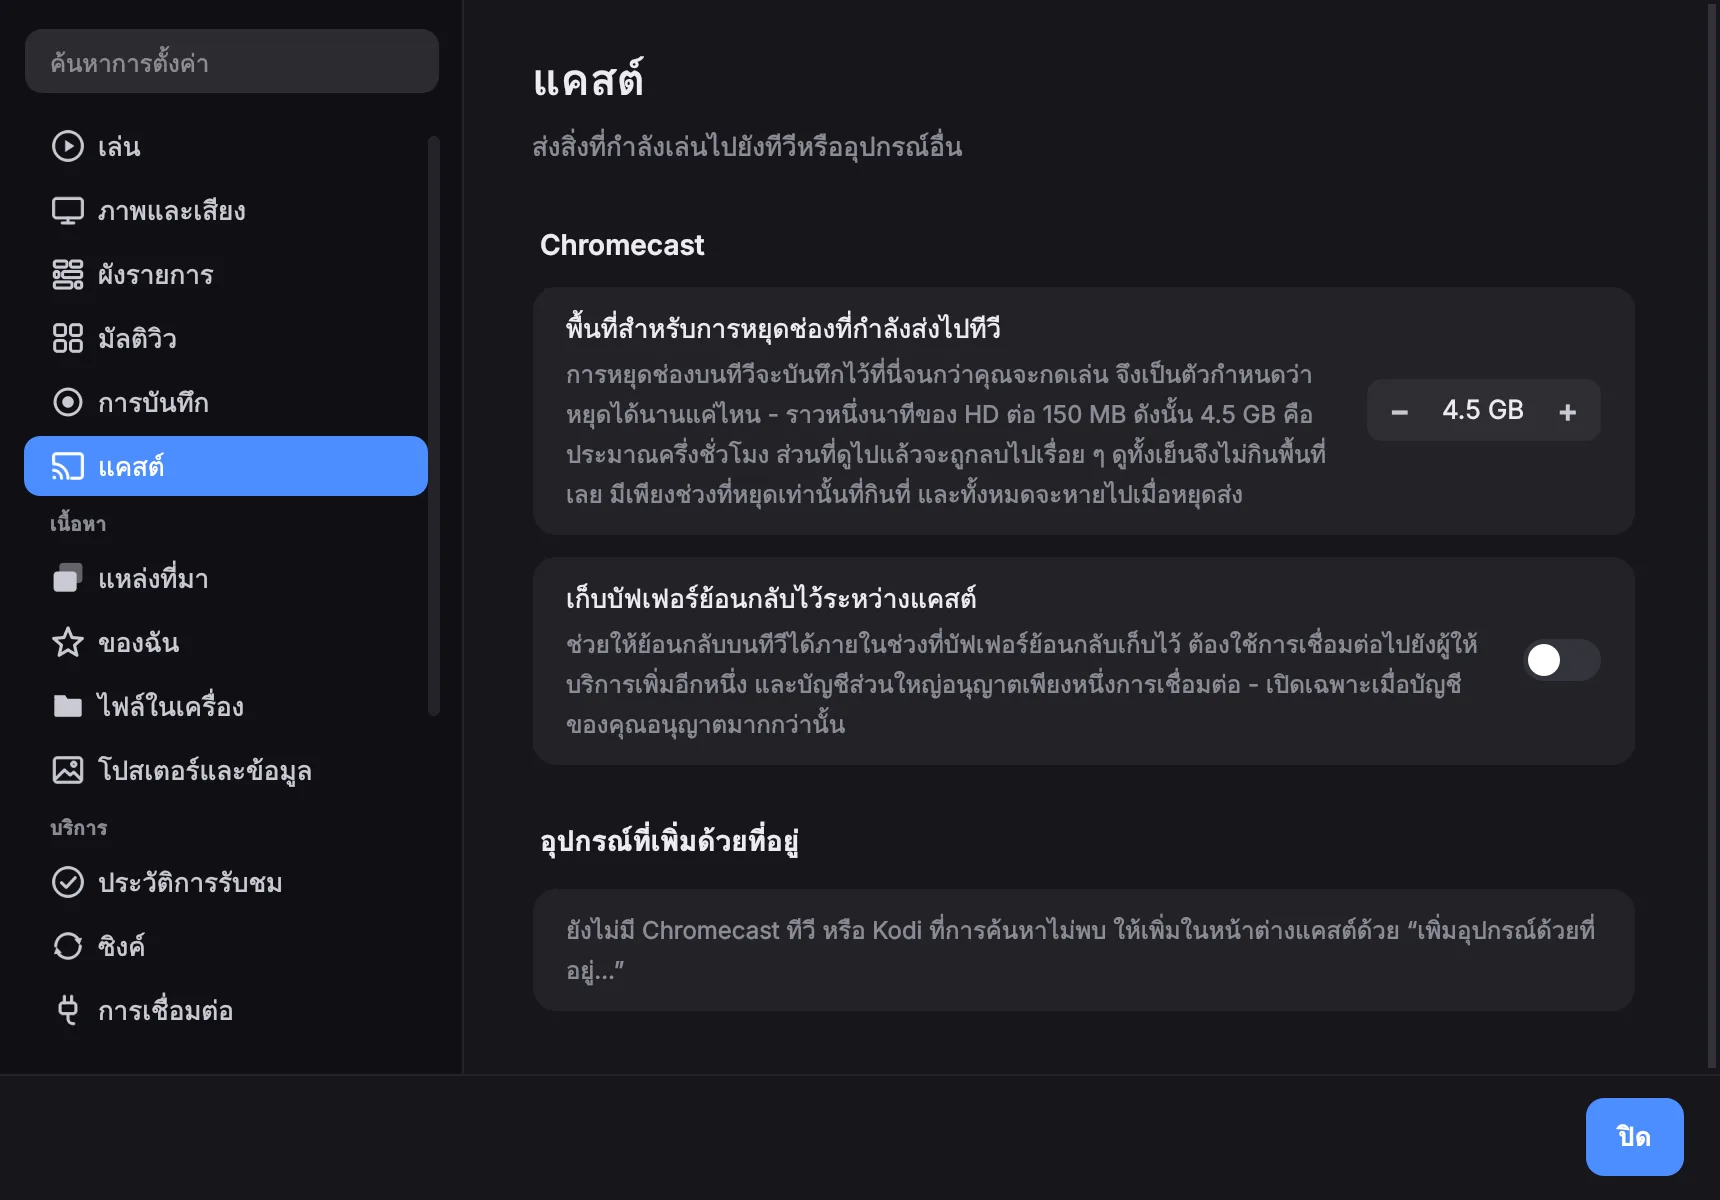 ค้นหาการตั้งค่า
เล่น
ภาพและเสียง
ผังรายการ
มัลติวิว
การบันทึก
แคสต์
เนื้อหา
แหล่งที่มา
ของฉัน
ไฟล์ในเครื่อง
โปสเตอร์และข้อมูล
บริการ
ประวัติการรับชม
ซิงค์
การเชื่อมต่อ
แคสต์
ส่งสิ่งที่กำลังเล่นไปยังทีวีหรืออุปกรณ์อื่น
Chromecast
พื้นที่สำหรับการหยุดช่องที่กำลังส่งไปทีวี
การหยุดช่องบนทีวีจะบันทึกไว้ที่นี่จนกว่าคุณจะกดเล่น จึงเป็นตัวกำหนดว่า
หยุดได้นานแค่ไหน - ราวหนึ่งนาทีของ HD ต่อ 150 MB ดังนั้น 4.5 GB คือ
ประมาณครึ่งชั่วโมง ส่วนที่ดูไปแล้วจะถูกลบไปเรื่อย ๆ ดูทั้งเย็นจึงไม่กินพื้นที่
เลย มีเพียงช่วงที่หยุดเท่านั้นที่กินที่ และทั้งหมดจะหายไปเมื่อหยุดส่ง
− 4.5 GB +
เก็บบัฟเฟอร์ย้อนกลับไว้ระหว่างแคสต์
ช่วยให้ย้อนกลับบนทีวีได้ภายในช่วงที่บัฟเฟอร์ย้อนกลับเก็บไว้ ต้องใช้การเชื่อมต่อไปยังผู้ให้
บริการเพิ่มอีกหนึ่ง และบัญชีส่วนใหญ่อนุญาตเพียงหนึ่งการเชื่อมต่อ - เปิดเฉพาะเมื่อบัญชี
ของคุณอนุญาตมากกว่านั้น
อุปกรณ์ที่เพิ่มด้วยที่อยู่
ยังไม่มี Chromecast ทีวี หรือ Kodi ที่การค้นหาไม่พบ ให้เพิ่มในหน้าต่างแคสต์ด้วย “เพิ่มอุปกรณ์ด้วยที่
อยู่...”
ปิด